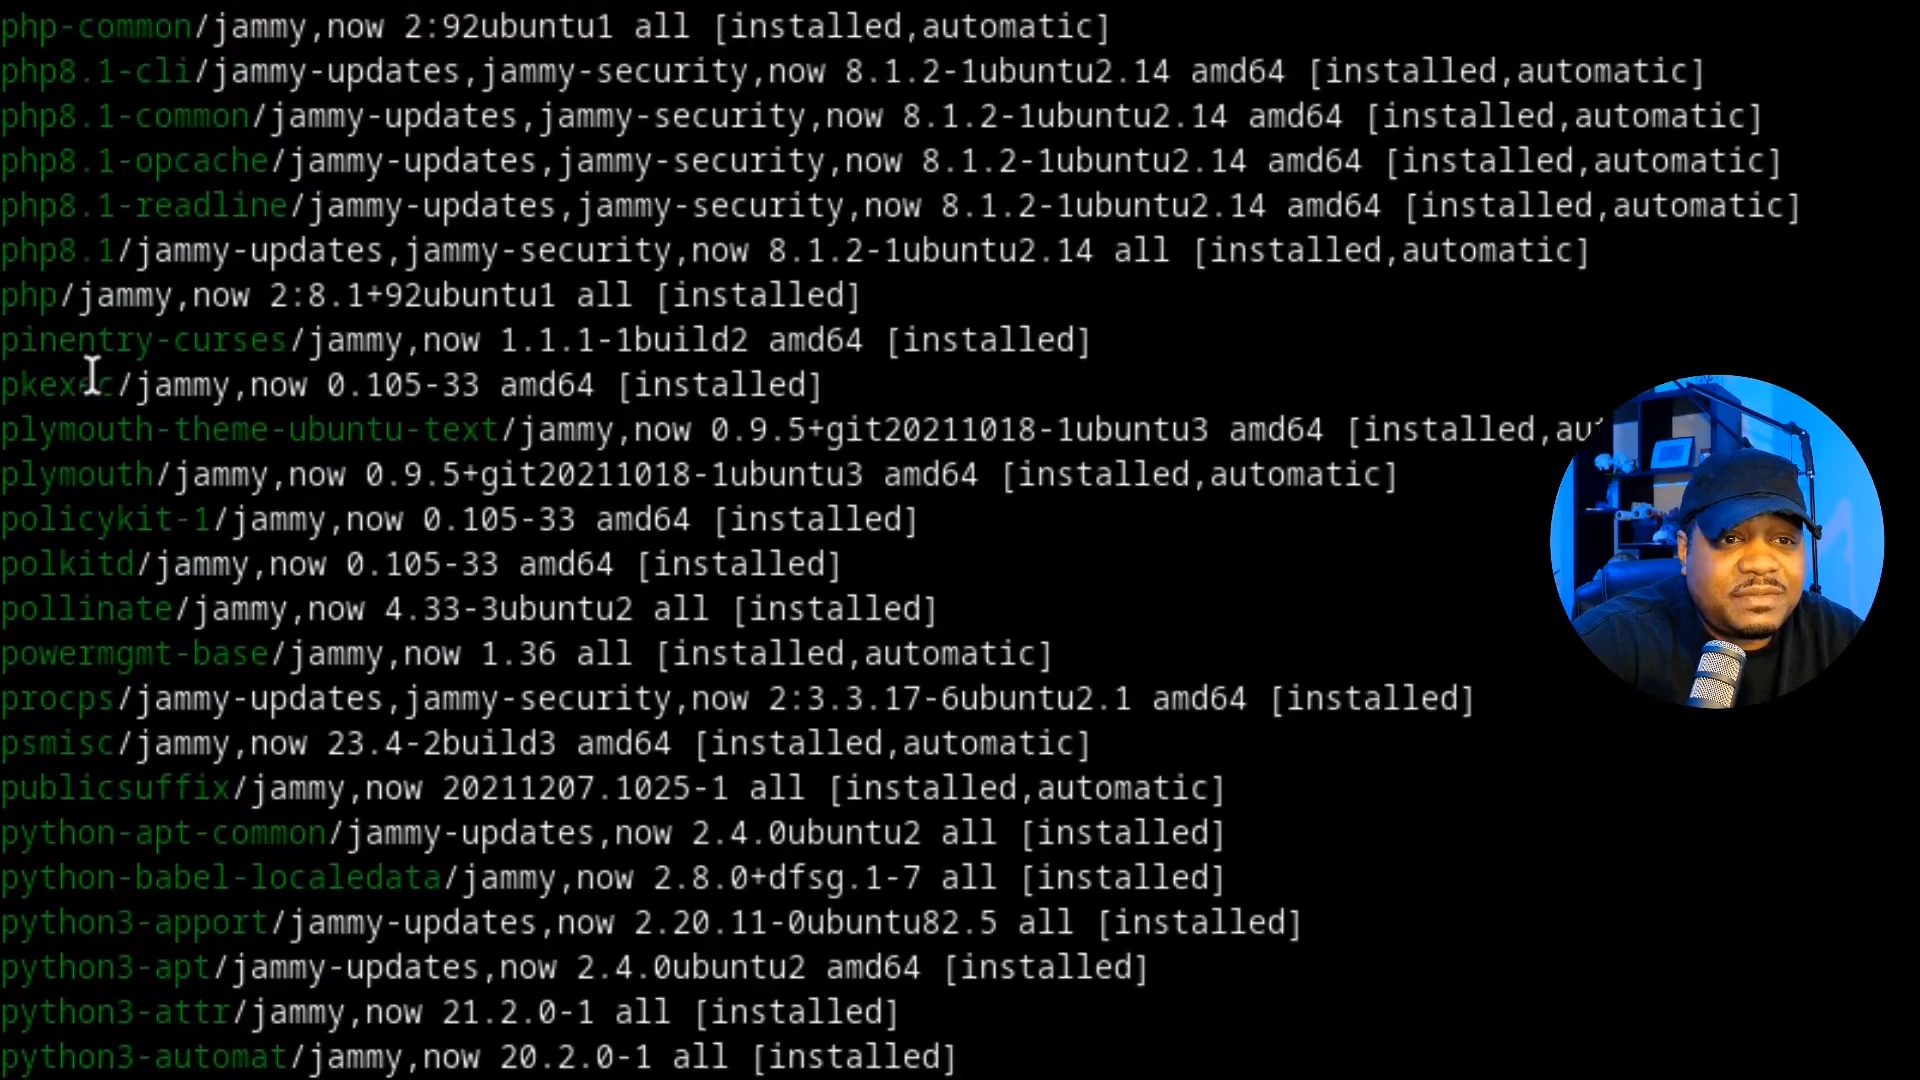 php-common/jammy,now 2:92ubuntu1 all [installed,automatic]
php8.1-cli/jammy-updates,jammy-security,now 8.1.2-1ubuntu2.14 amd64 [installed,automatic]
php8.1-common/jammy-updates,jammy-security,now 8.1.2-1ubuntu2.14 amd64 [installed,automatic]
php8.1-opcache/jammy-updates,jammy-security,now 8.1.2-1ubuntu2.14 amd64 [installed,automatic]
php8.1-readline/jammy-updates,jammy-security,now 8.1.2-1ubuntu2.14 amd64 [installed,automatic]
php8.1/jammy-updates,jammy-security,now 8.1.2-1ubuntu2.14 all [installed,automatic]
php/jammy,now 2:8.1+92ubuntu1 all [installed]
pinentry-curses/jammy,now 1.1.1-1build2 amd64 [installed]
pkexec/jammy,now 0.105-33 amd64 [installed]
plymouth-theme-ubuntu-text/jammy,now 0.9.5+git20211018-1ubuntu3 amd64 [installed,aut
plymouth/jammy,now 0.9.5+git20211018-1ubuntu3 amd64 [installed,automatic]
policykit-1/jammy,now 0.105-33 amd64 [installed]
polkitd/jammy,now 0.105-33 amd64 [installed]
pollinate/jammy,now 4.33-3ubuntu2 all [installed]
powermgmt-base/jammy,now 1.36 all [installed,automatic]
procps/jammy-updates,jammy-security,now 2:3.3.17-6ubuntu2.1 amd64 [installed]
psmisc/jammy,now 23.4-2build3 amd64 [installed,automatic]
publicsuffix/jammy,now 20211207.1025-1 all [installed,automatic]
python-apt-common/jammy-updates,now 2.4.0ubuntu2 all [installed]
python-babel-localedata/jammy,now 2.8.0+dfsg.1-7 all [installed]
python3-apport/jammy-updates,now 2.20.11-0ubuntu82.5 all [installed]
python3-apt/jammy-updates,now 2.4.0ubuntu2 amd64 [installed]
python3-attr/jammy,now 21.2.0-1 all [installed]
python3-automat/jammy,now 20.2.0-1 all [installed]